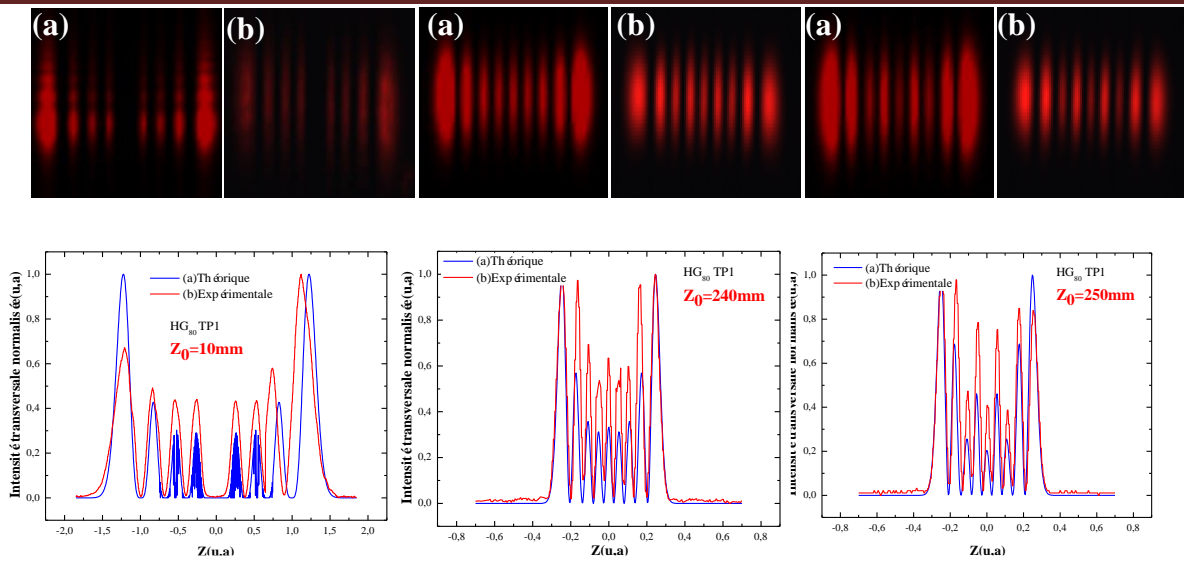 (a)
(b)
(a)
(b)
(a)
(b)
Intensité transversale normalisée(u,a)
1,0
0,8
0,6
0,4
0,2
0,0
(a)Théorique
(b)Expérimentale
HG80 TP1
Z0=10mm
-2,0 -1,5 -1,0 -0,5 0,0 0,5 1,0 1,5 2,0
Z(u,a)
Intensité transversale normalisée(u,a)
1,0
0,8
0,6
0,4
0,2
0,0
(a)Théorique
(b)Expérimentale
HG80 TP1
Z0=240mm
-0,8 -0,6 -0,4 -0,2 0,0 0,2 0,4 0,6 0,8
Z(u,a)
Intensité transversale normalisée(u,a)
1,0
0,8
0,6
0,4
0,2
0,0
(a)Théorique
(b)Expérimentale
HG80 TP1
Z0=250mm
-0,8 -0,6 -0,4 -0,2 0,0 0,2 0,4 0,6 0,8
Z(u,a)